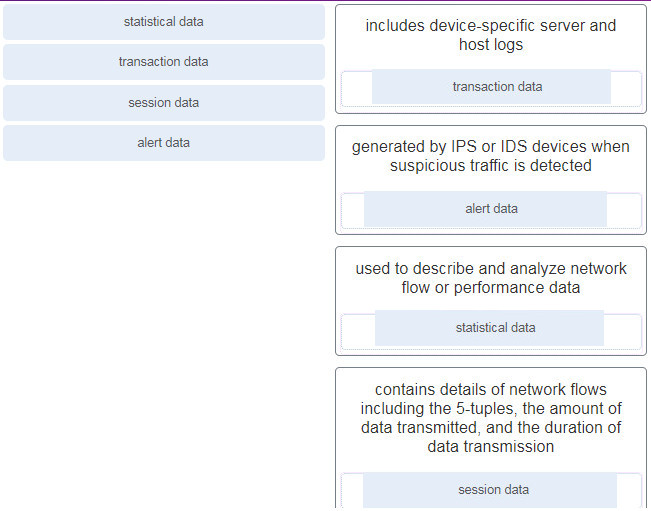 statistical data
transaction data
session data
alert data
includes device-specific server and
host logs
transaction data
generated by IPS or IDS devices when
suspicious traffic is detected
alert data
used to describe and analyze network
flow or performance data
statistical data
contains details of network flows
including the 5-tuples, the amount of
data transmitted, and the duration of
data transmission
session data